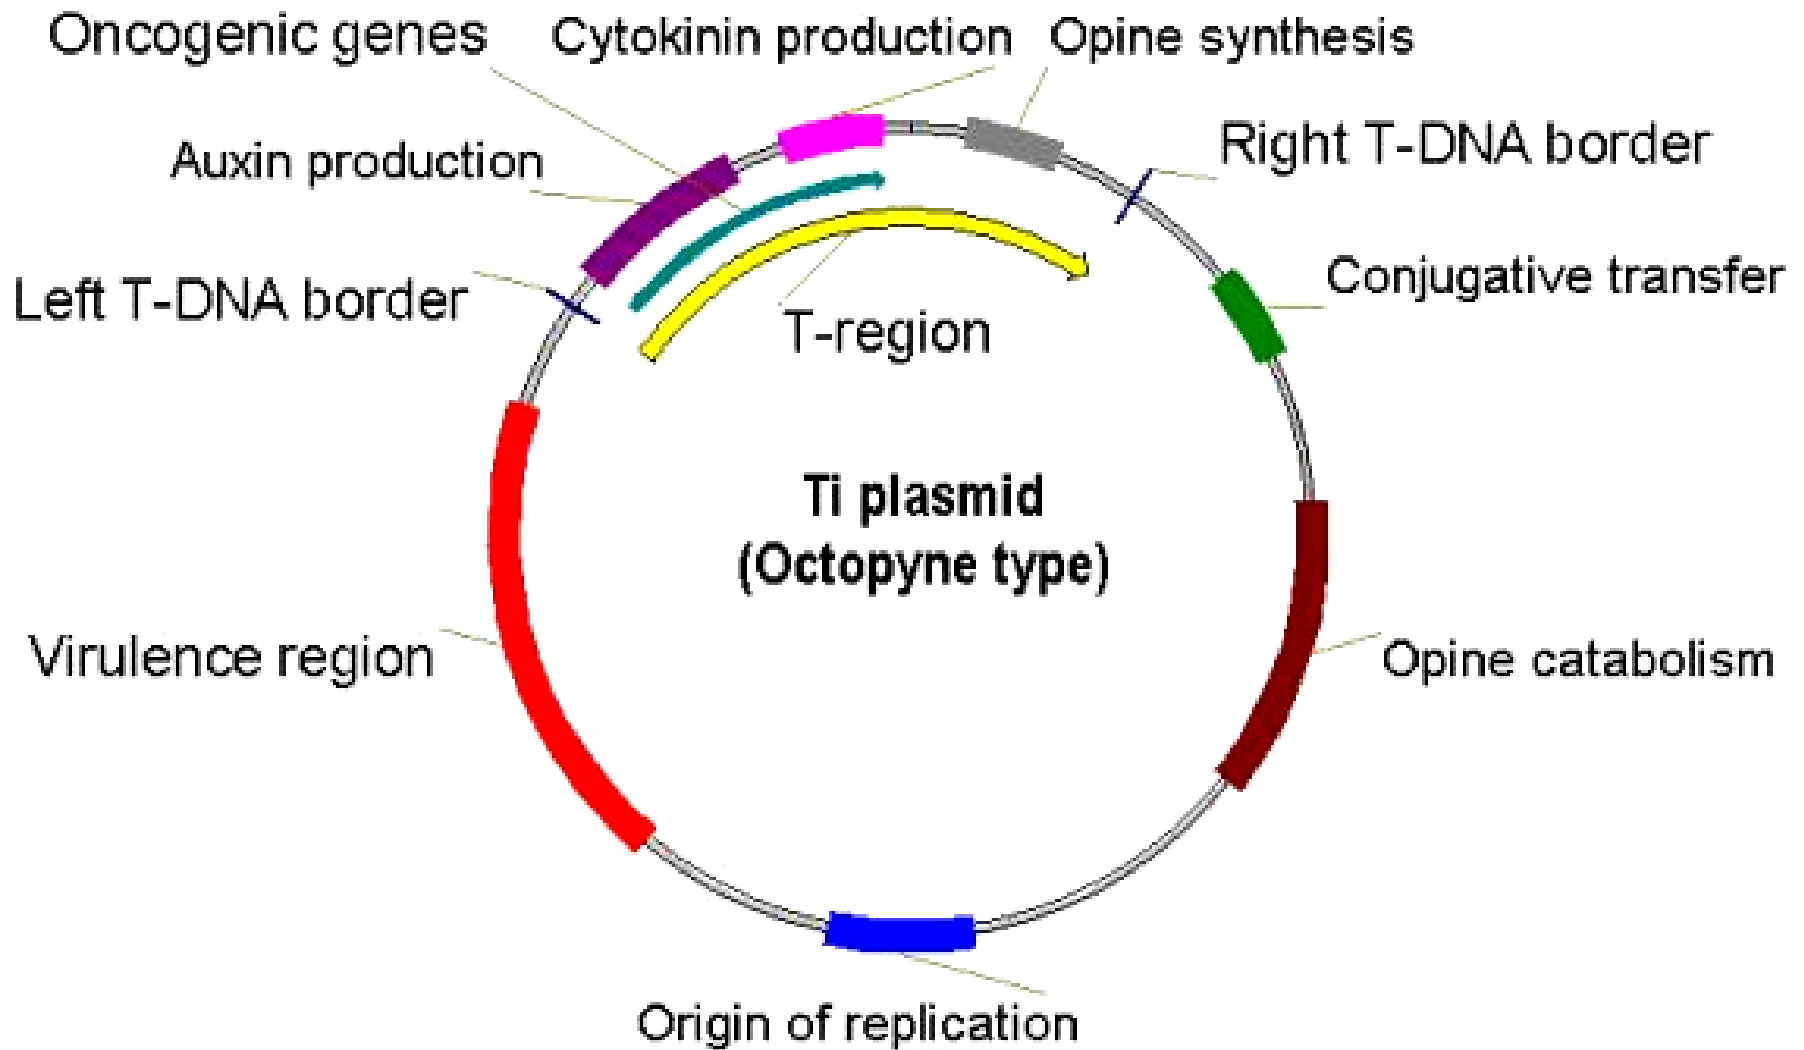 Oncogenic genes
Cytokinin production
Opine synthesis
Auxin production
Right T-DNA border
Left T-DNA border
Conjugative transfer
T-region
Ti plasmid
(Octopyne type)
Virulence region
Opine catabolism
Origin of replication